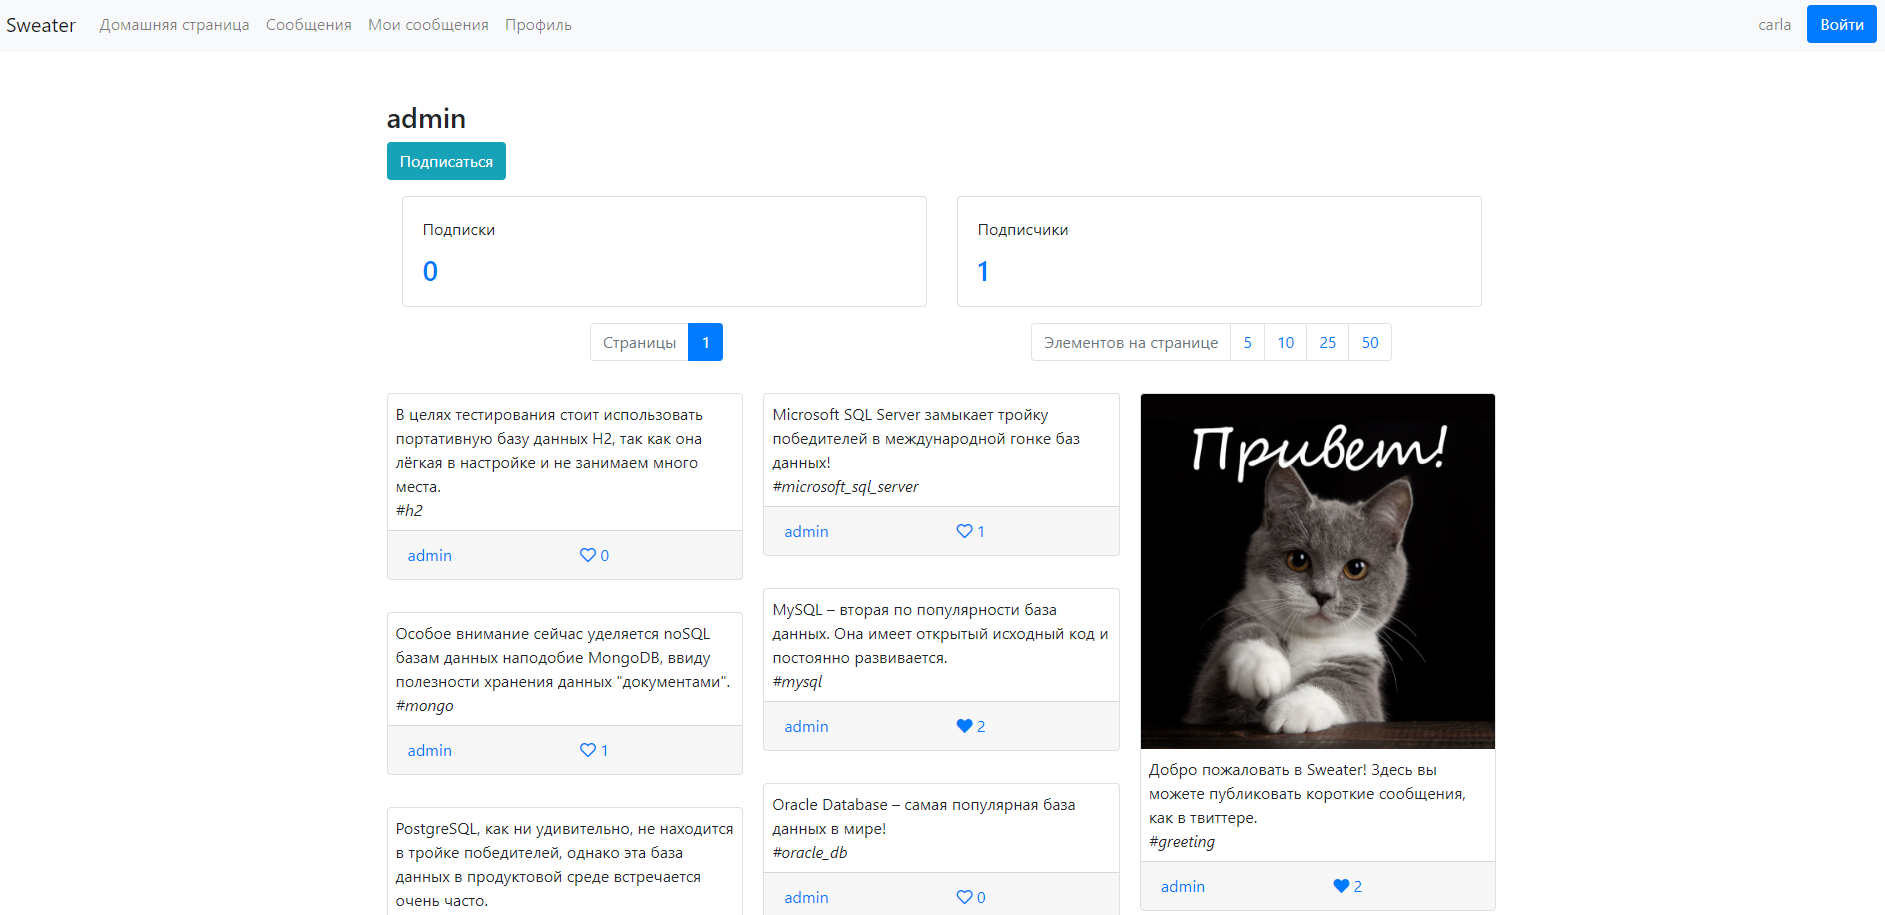 Sweater Домашняя страница Сообщения Мои сообщения Профиль carla Войти
admin
Подписаться
Подписки
0
Подписчики
1
Страницы 1
Элементов на странице 5 10 25 50
В целях тестирования стоит использовать
портативную базу данных H2, так как она
лёгкая в настройке и не занимаем много
места.
#h2
admin 0
Особое внимание сейчас уделяется noSQL
базам данных наподобие MongoDB, ввиду
полезности хранения данных "документами".
#mongo
admin 1
PostgreSQL, как ни удивительно, не находится
в тройке победителей, однако эта база
данных в продуктовой среде встречается
очень часто.
Microsoft SQL Server замыкает тройку
победителей в международной гонке баз
данных!
#microsoft_sql_server
admin 1
MySQL – вторая по популярности база
данных. Она имеет открытый исходный код и
постоянно развивается.
#mysql
admin 2
Oracle Database – самая популярная база
данных в мире!
#oracle_db
admin 0
Привет!
Добро пожаловать в Sweater! Здесь вы
можете публиковать короткие сообщения,
как в твиттере.
#greeting
admin 2